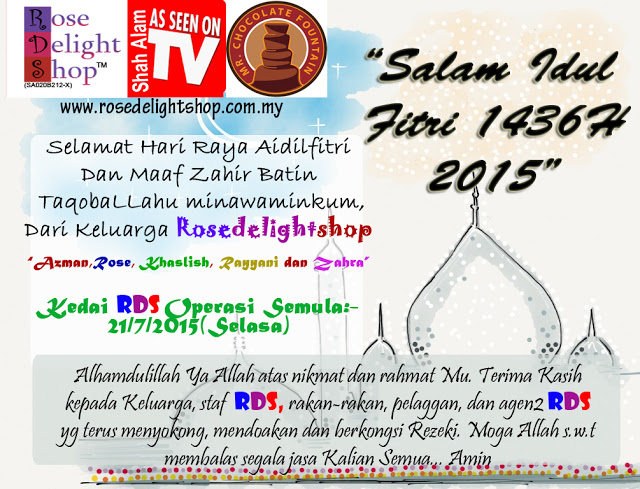 Rose
Delight
Shop™
(SA0208212-X)
Shah Alam
AS SEEN ON
TV
MR. CHOCOLATE FOUNTAIN
www.rosedelightshop.com.my
"Salam Idul
Fitri 1436H
2015"
Selamat Hari Raya Aidilfitri
Dan Maaf Zahir Batin
TaqobaLLahu minawaminkum,
Dari Keluarga Rosedelightshop
"Azman,Rose, Khaslish, Rayyani dan Zahra"
Kedai RDS Operasi Semula:-
21/7/2015(Selasa)
Alhamdulillah Ya Allah atas nikmat dan rahmat Mu. Terima Kasih
kepada Keluarga, staf RDS, rakan-rakan, pelaggan, dan agen2 RDS
yg terus menyokong, mendoakan dan berkongsi Rezeki. Moga Allah s.w.t
membalas segala jasa Kalian Semua... Amin